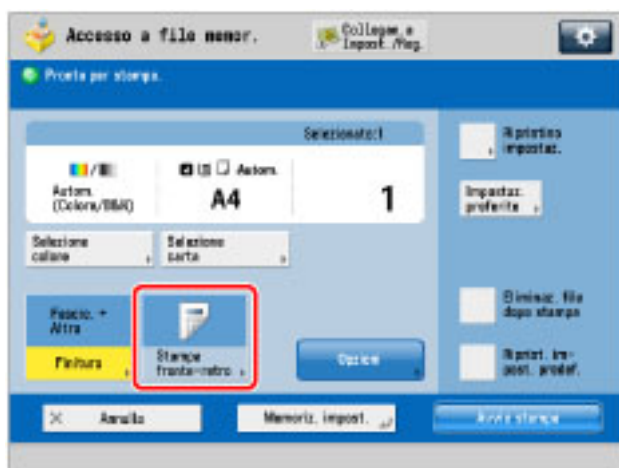 Accesso a file memor.
Collegam. a
Impost./Reg.
Pronta per stampa.
Selezionato:1
Autom.
(Colore/B&N)
Autom.
A4
1
Selezione
colore
Selezione
carta
Fascic. +
Altro
Finitura
Stampa
fronte-retro
Opzioni
Ripristino
impostaz.
Impostaz.
preferite
Eliminaz. file
dopo stampa
Riprist. im-
post. predef.
Annulla
Memoriz. impost.
Avvio stampa